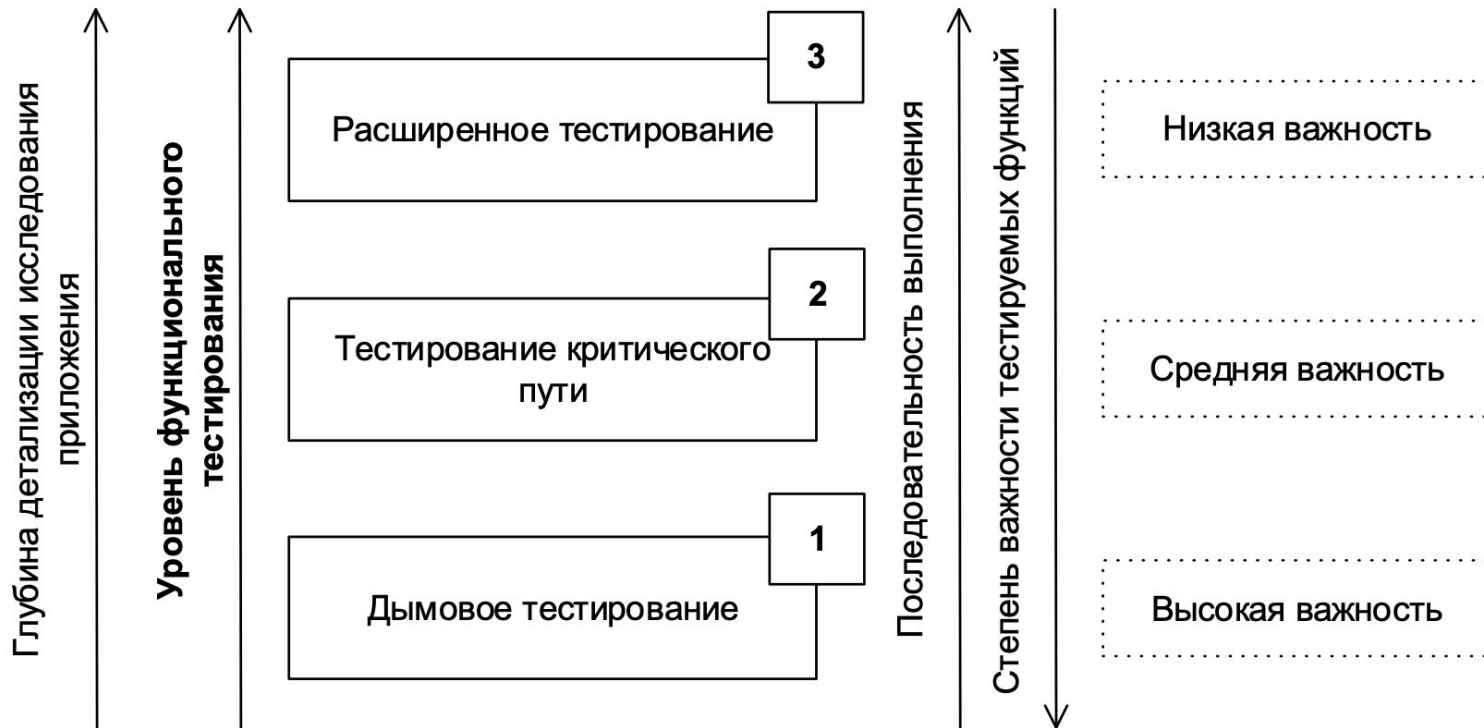 Глубина детализации исследования
приложения
Уровень функционального
тестирования
3
Расширенное тестирование
2
Тестирование критического
пути
1
Дымовое тестирование
Последовательность выполнения
Степень важности тестируемых функций
Низкая важность
Средняя важность
Высокая важность